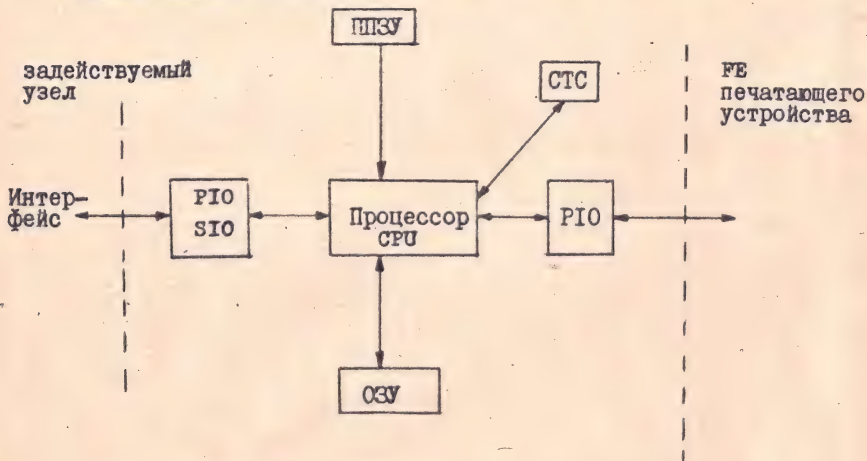 ППЗУ
задействуемый
узел
CTC
FE
печатающего
устройства
Интер-
фейс
PIO
SIO
Процессор
CPU
PIO
ОЗУ